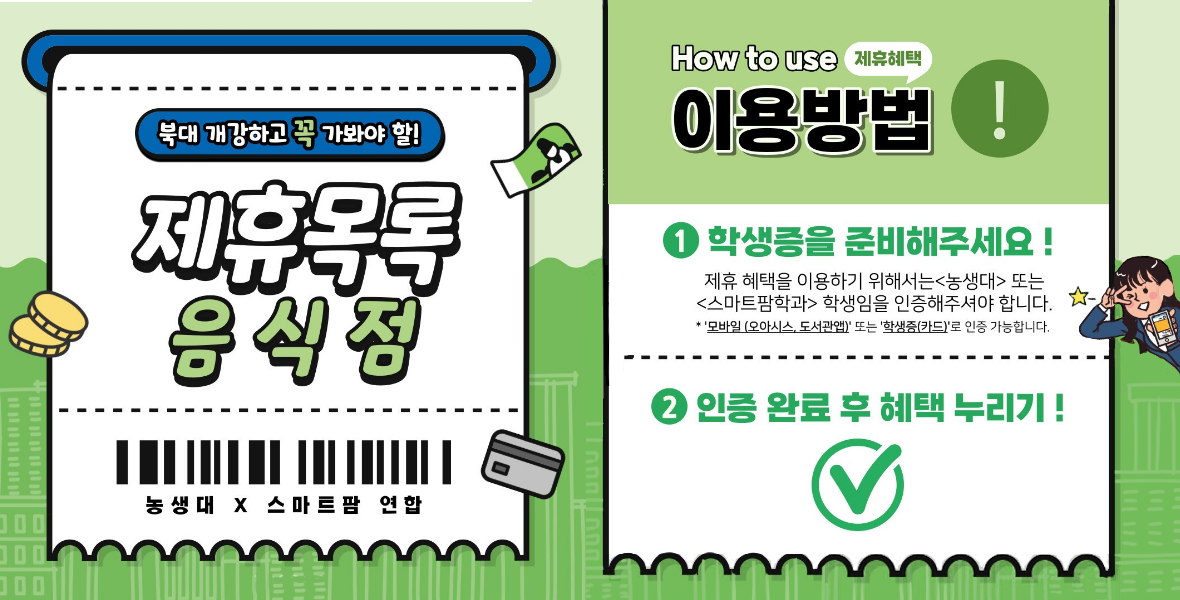 북대 개강하고 꼭 가봐야 할!
제휴목록
음식점
농생대 X 스마트팜 연합
How to use 제휴혜택
이용방법
!
1 학생증을 준비해주세요 !
제휴 혜택을 이용하기 위해서는<농생대> 또는
<스마트팜학과> 학생임을 인증해주셔야 합니다.
* '모바일 (오아시스, 도서관앱)' 또는 '학생증(카드)'로 인증 가능합니다.
2 인증 완료 후 혜택 누리기 !